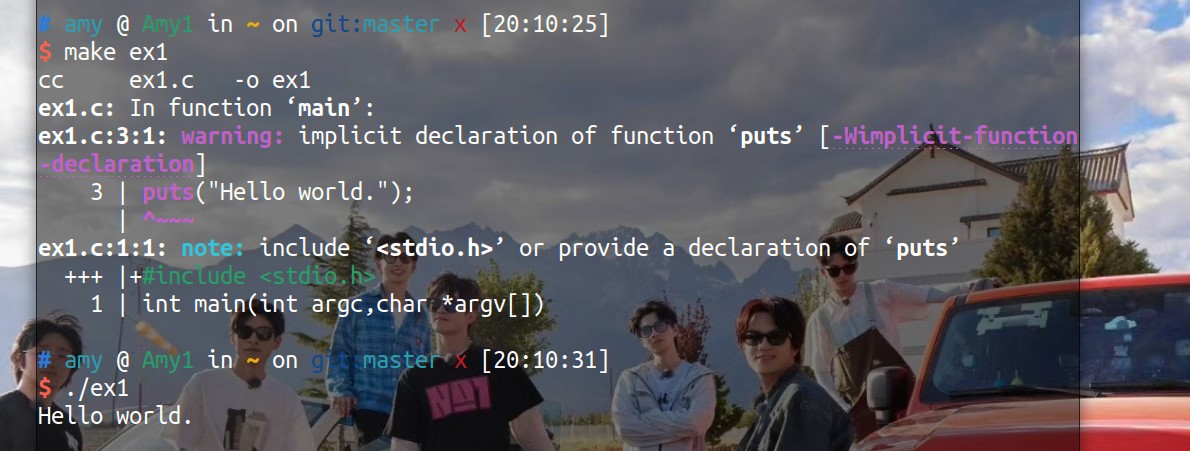 # amy @ Amy1 in ~ on git:master x [20:10:25]
$ make ex1
cc     ex1.c   -o ex1
ex1.c: In function ‘main’:
ex1.c:3:1: warning: implicit declaration of function ‘puts’ [-Wimplicit-function
-declaration]
    3 | puts("Hello world.");
      | ^~~~
ex1.c:1:1: note: include ‘<stdio.h>’ or provide a declaration of ‘puts’
  +++ |+#include <stdio.h>
    1 | int main(int argc,char *argv[])
# amy @ Amy1 in ~ on git:master x [20:10:31]
$ ./ex1
Hello world.